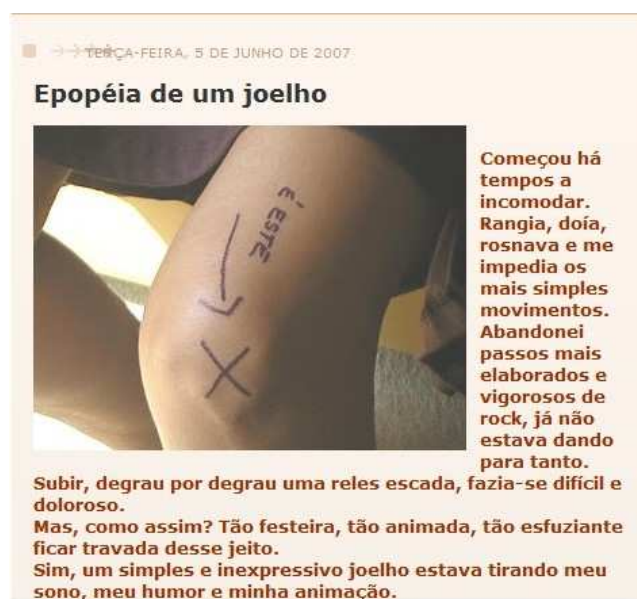 TERÇA-FEIRA, 5 DE JUNHO DE 2007
Epopéia de um joelho
É ESTE
X
Começou há
tempos a
incomodar.
Rangia, doía,
rosnava e me
impedia os
mais simples
movimentos.
Abandonei
passos mais
elaborados e
vigorosos de
rock, já não
estava dando
para tanto.
Subir, degrau por degrau uma reles escada, fazia-se difícil e
doloroso.
Mas, como assim? Tão festeira, tão animada, tão esfuziante
ficar travada desse jeito.
Sim, um simples e inexpressivo joelho estava tirando meu
sono, meu humor e minha animação.